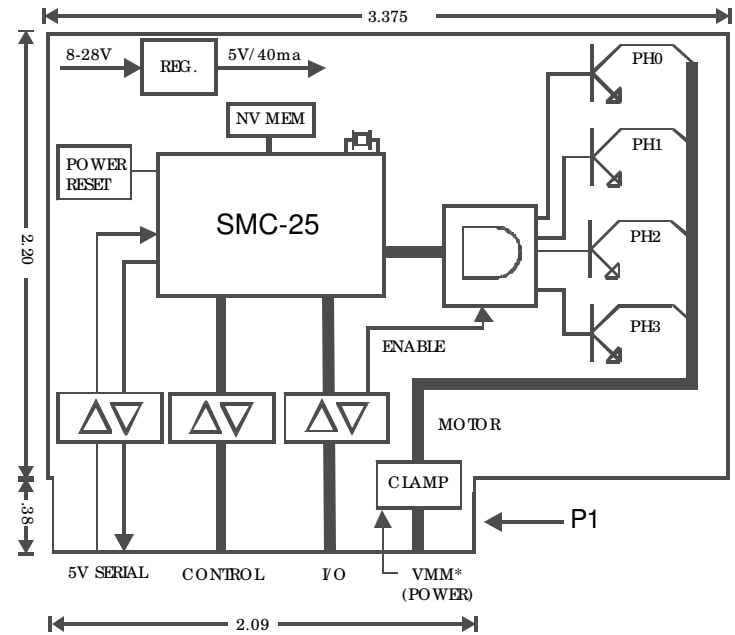 3.375
8-28V
REG.
5V/40ma
PH0
NV MEM
POWER
RESET
PH1
SMC-25
2.20
PH2
PH3
ENABLE
MOTOR
CLAMP
.38
P1
5V SERIAL
CONTROL
I/O
VMM*
(POWER)
2.09